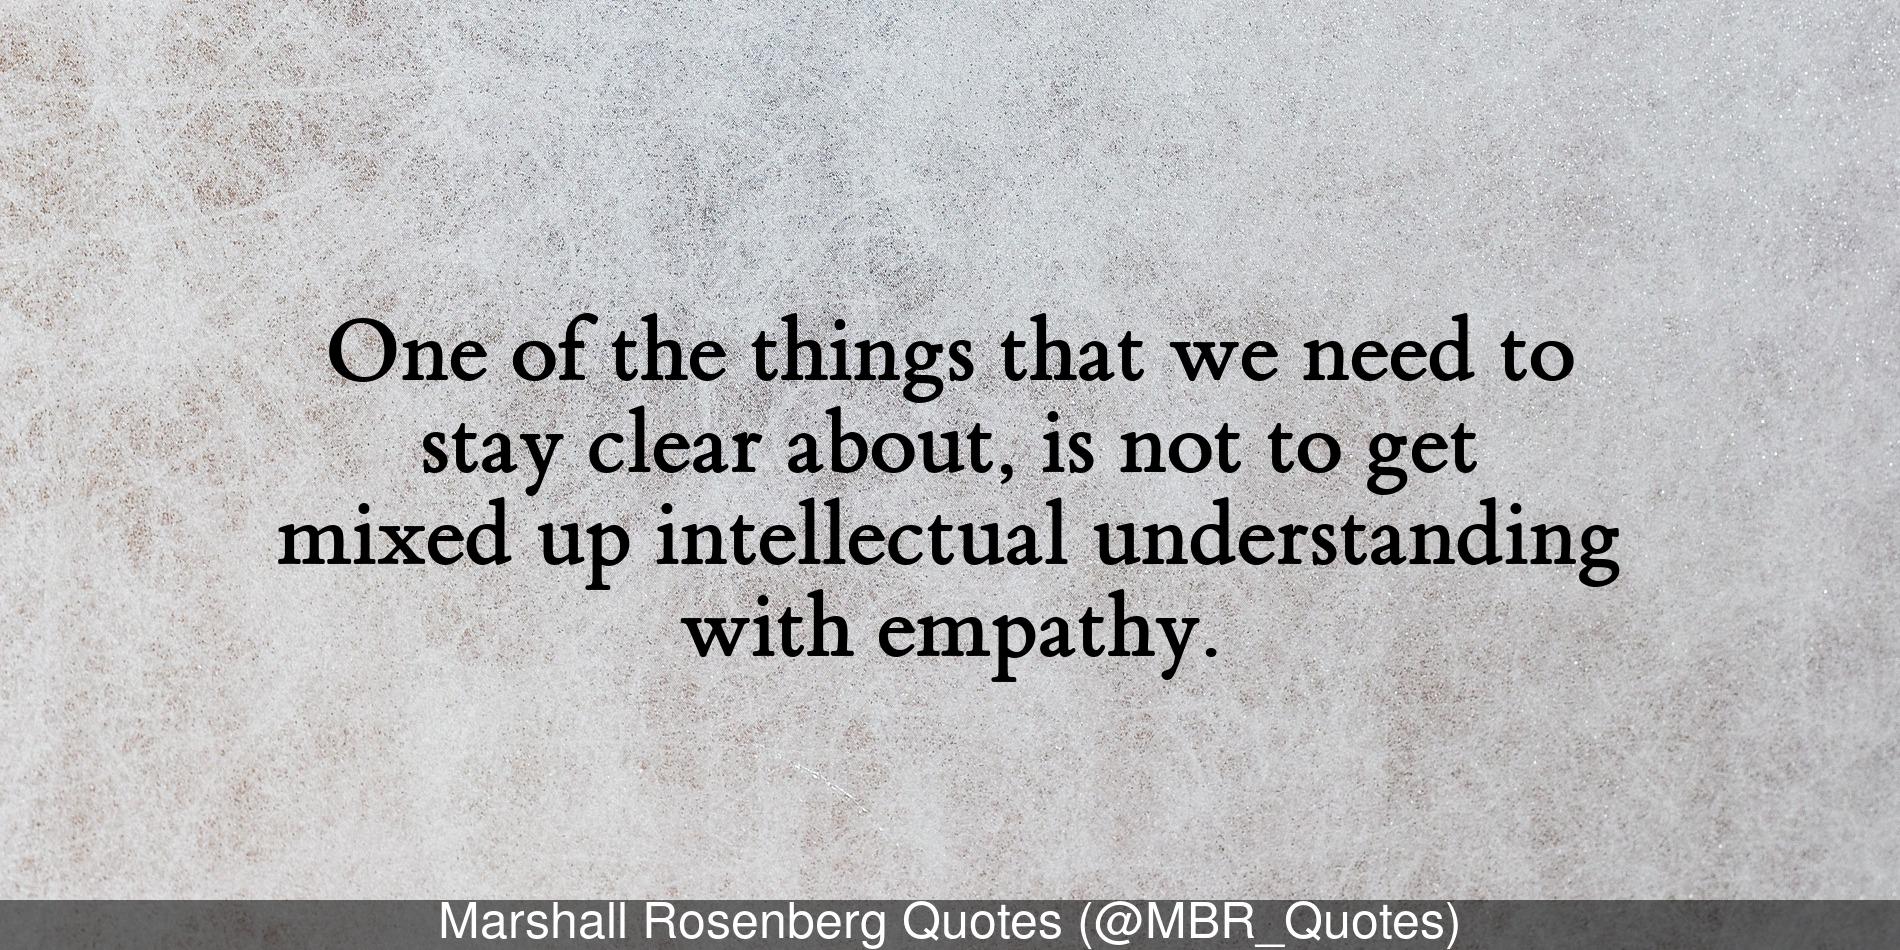 One of the things that we need to
stay clear about, is not to get
mixed up intellectual understanding
with empathy.
Marshall Rosenberg Quotes (@MBR_Quotes)